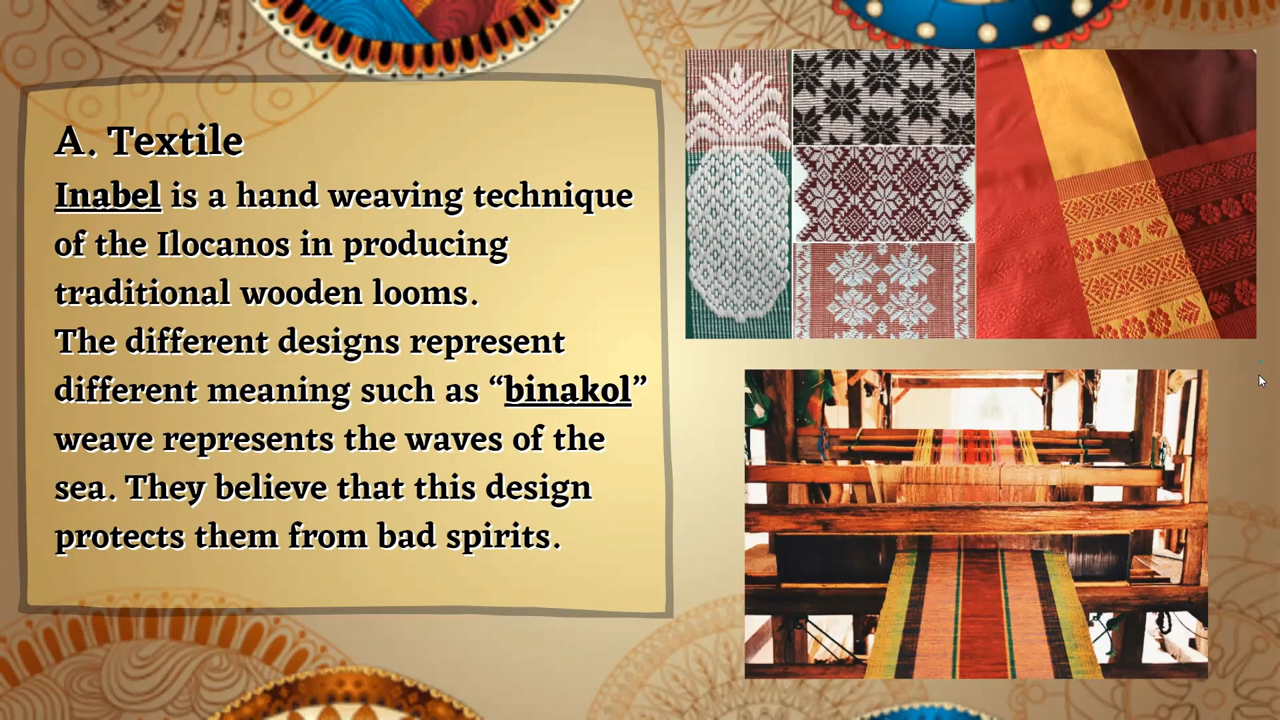 A. Textile
Inabel is a hand weaving technique
of the Ilocanos in producing
traditional wooden looms.
The different designs represent
different meaning such as “binakol”
weave represents the waves of the
sea. They believe that this design
protects them from bad spirits.